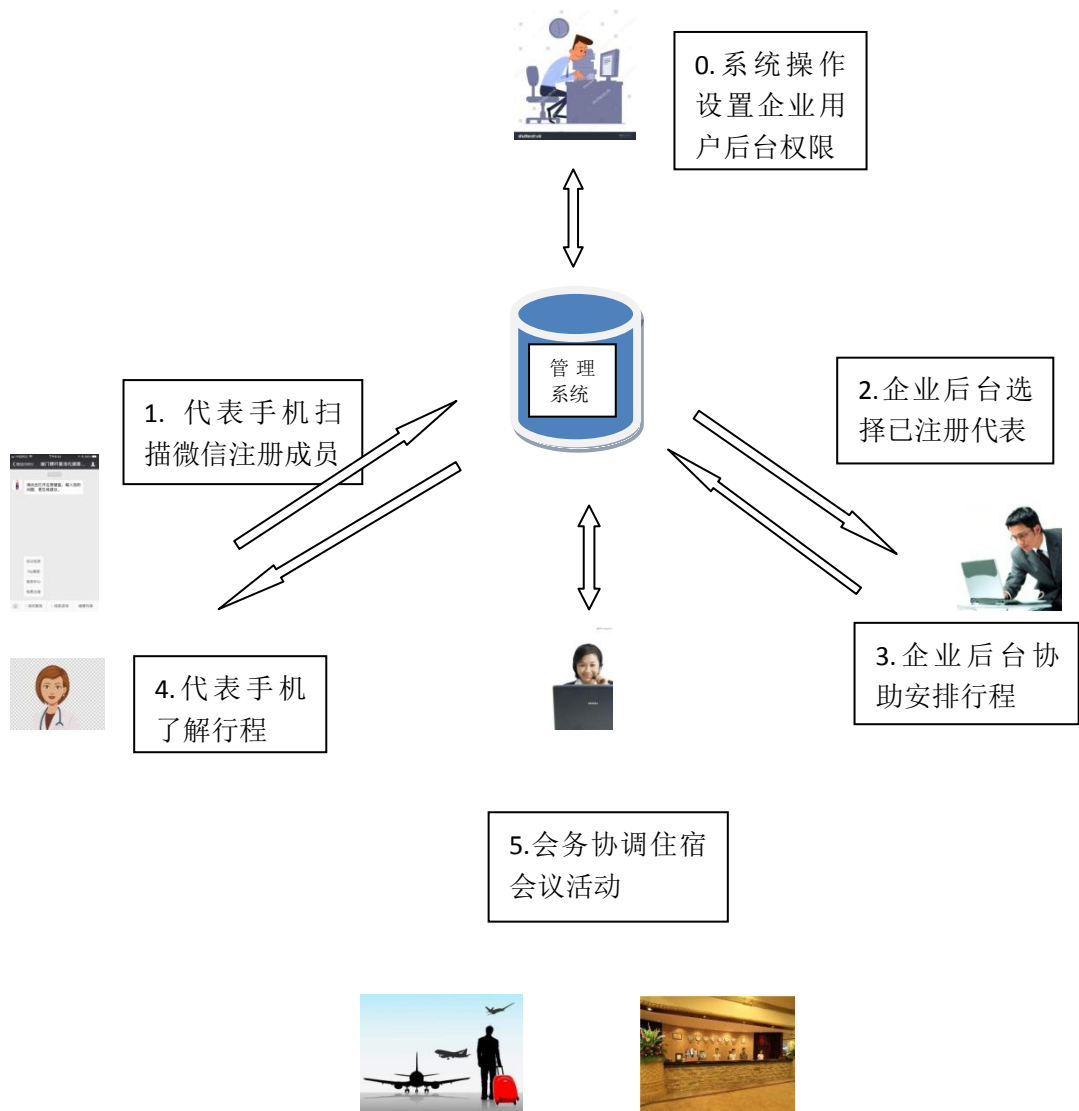 0.系统操作
设置企业用
户后台权限
管理
系统
1. 代表手机扫
描微信注册成员
2.企业后台选
择已注册代表
3.企业后台协
助安排行程
4.代表手机
了解行程
5.会务协调住宿
会议活动